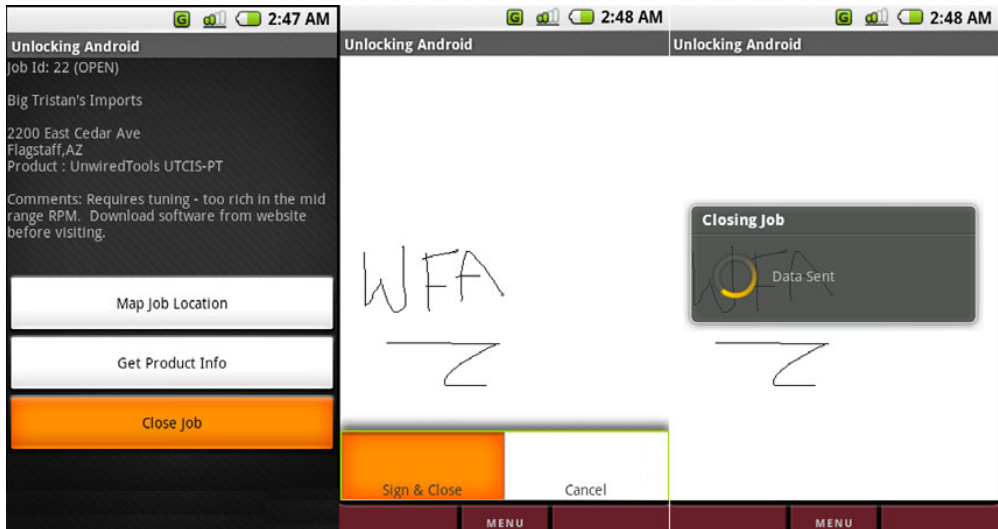 G 2:47 AM
Unlocking Android
Job Id: 22 (OPEN)
Big Tristan's Imports
2200 East Cedar Ave
Flagstaff,AZ
Product : UnwiredTools UTCIS-PT
Comments: Requires tuning - too rich in the mid
range RPM.  Download software from website
before visiting.
Map Job Location
Get Product Info
Close Job
G 2:48 AM
Unlocking Android
WFA
Z
Sign & Close
Cancel
MENU
G 2:48 AM
Unlocking Android
Closing Job
Data Sent
WFA
Z
MENU